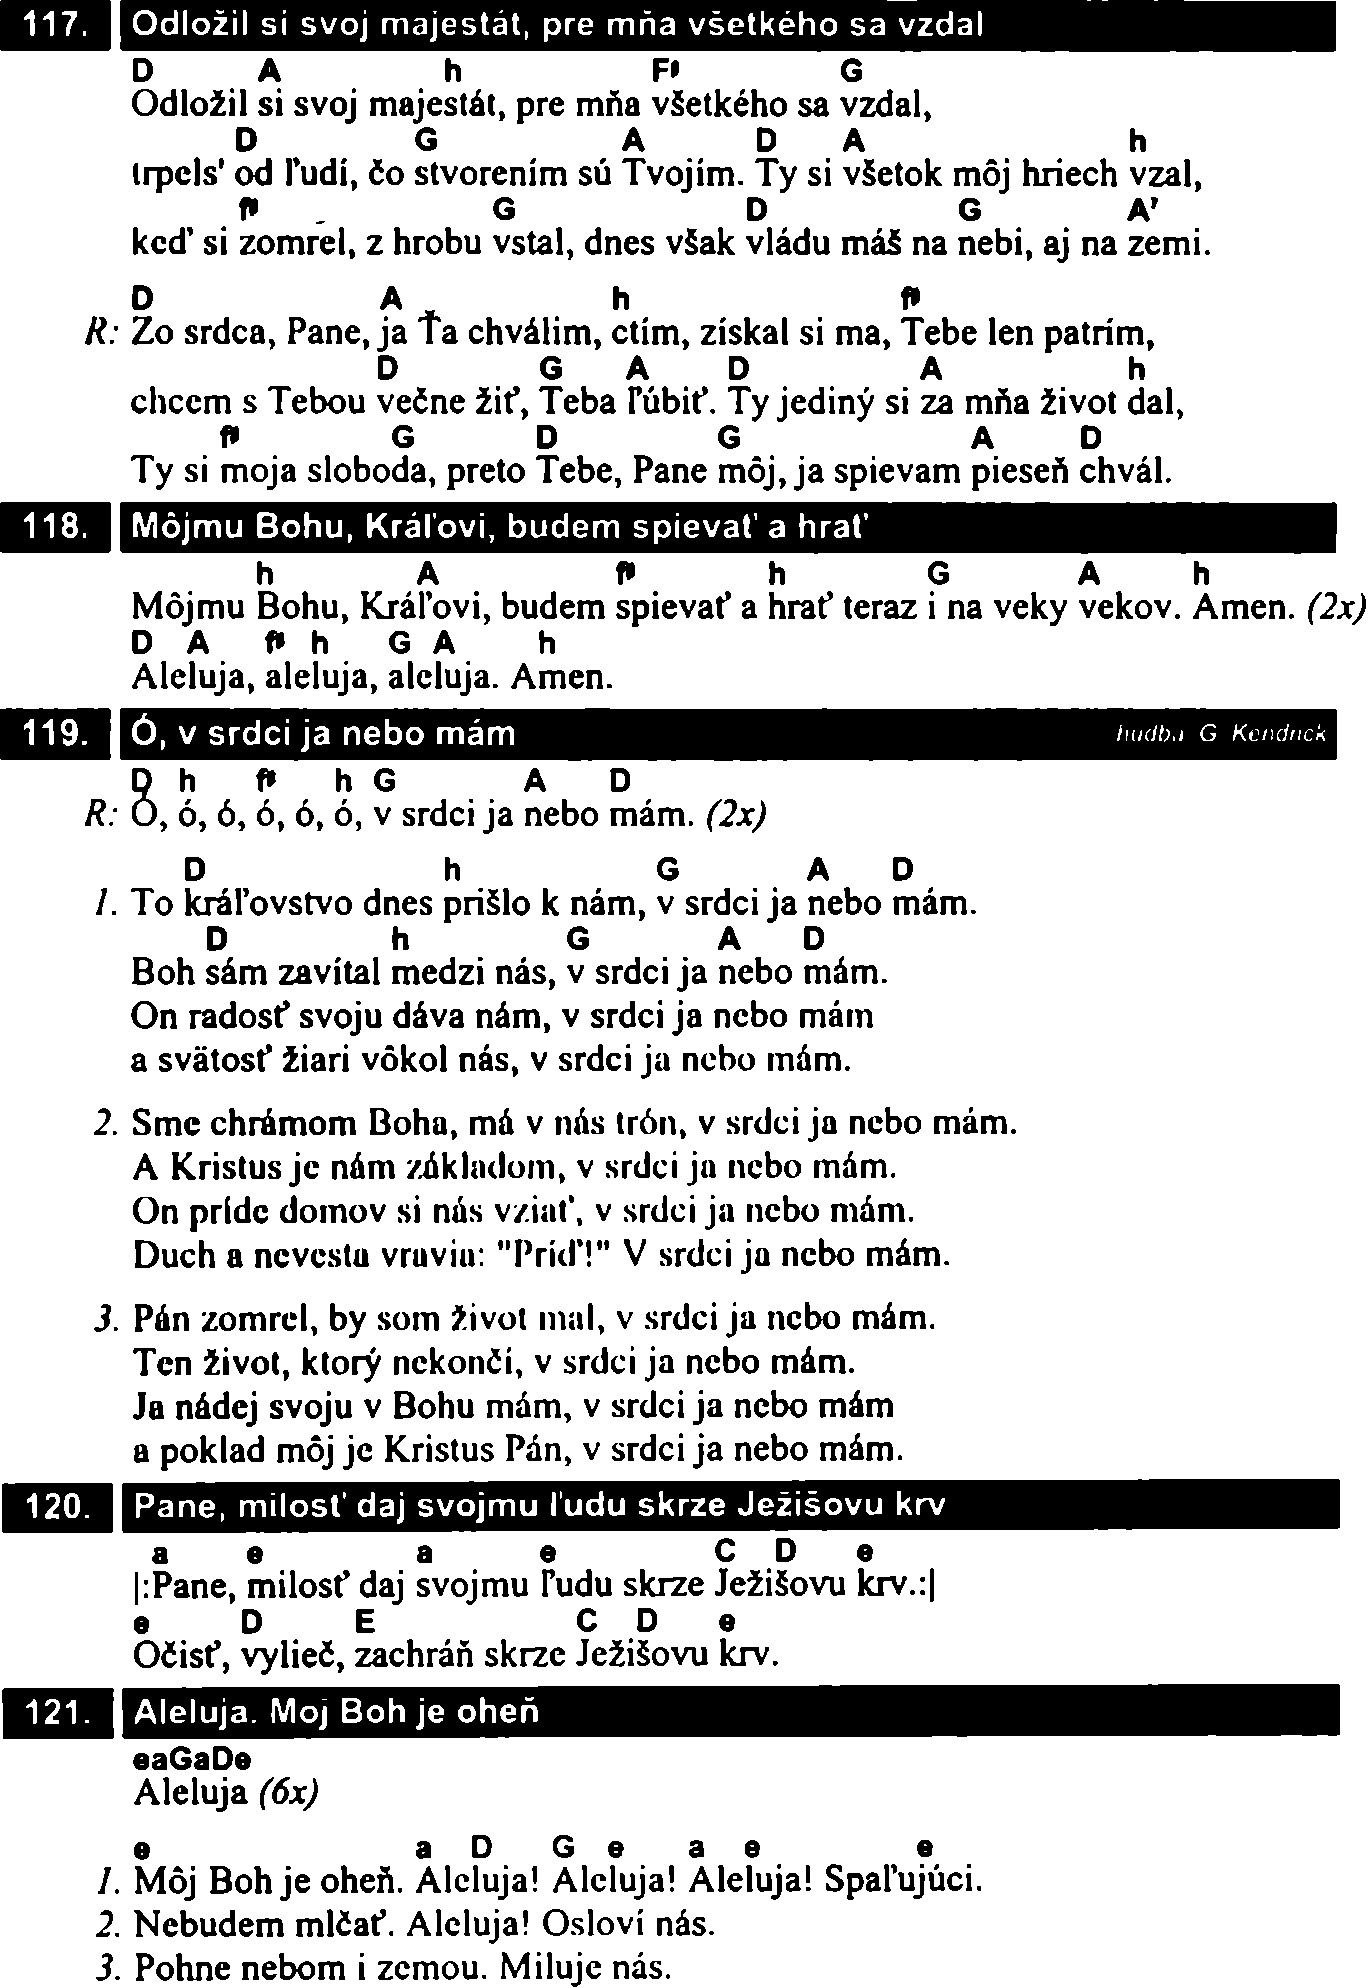 117. Odložil si svoj majestát, pre mňa všetkého sa vzdal
D A h F# G
Odložil si svoj majestát, pre mňa všetkého sa vzdal,
D G A D A h
trpels' od ľudí, čo stvorením sú Tvojím. Ty si všetok môj hriech vzal,
f# G D G A7
keď si zomrel, z hrobu vstal, dnes však vládu máš na nebi, aj na zemi.
D A h f#
R: Zo srdca, Pane, ja Ťa chválim, ctím, získal si ma, Tebe len patrím,
D G A D A h
chcem s Tebou večne žiť, Teba ľúbiť. Ty jediný si za mňa život dal,
f# G D G A D
Ty si moja sloboda, preto Tebe, Pane môj, ja spievam pieseň chvál.
118. Môjmu Bohu, Kráľovi, budem spievať a hrať
h A f# h G A h
Môjmu Bohu, Kráľovi, budem spievať a hrať teraz i na veky vekov. Amen. (2x)
D A f# h G A h
Aleluja, aleluja, aleluja. Amen.
119. Ó, v srdci ja nebo mám hudba G Kendrick
D h f# h G A D
R: Ó, ó, ó, ó, ó, ó, v srdci ja nebo mám. (2x)
D h G A D
1. To kráľovstvo dnes prišlo k nám, v srdci ja nebo mám.
D h G A D
Boh sám zavítal medzi nás, v srdci ja nebo mám.
On radosť svoju dáva nám, v srdci ja nebo mám
a svätosť žiari vôkol nás, v srdci ja nebo mám.
2. Sme chrámom Boha, má v nás trón, v srdci ja nebo mám.
A Kristus je nám základom, v srdci ja nebo mám.
On príde domov si nás vziať, v srdci ja nebo mám.
Duch a nevesta vravia: "Príď!" V srdci ja nebo mám.
3. Pán zomrel, by som život mal, v srdci ja nebo mám.
Ten život, ktorý nekončí, v srdci ja nebo mám.
Ja nádej svoju v Bohu mám, v srdci ja nebo mám
a poklad môj je Kristus Pán, v srdci ja nebo mám.
120. Pane, milosť daj svojmu ľudu skrze Ježišovu krv
a e a e C D e
|:Pane, milosť daj svojmu ľudu skrze Ježišovu krv.:|
e D E C D e
Očisť, vylieč, zachráň skrze Ježišovu krv.
121. Aleluja. Moj Boh je oheň
eaGaDe
Aleluja (6x)
e a D G e a e e
1. Môj Boh je oheň. Aleluja! Aleluja! Aleluja! Spaľujúci.
2. Nebudem mlčať. Aleluja! Osloví nás.
3. Pohne nebom i zemou. Miluje nás.